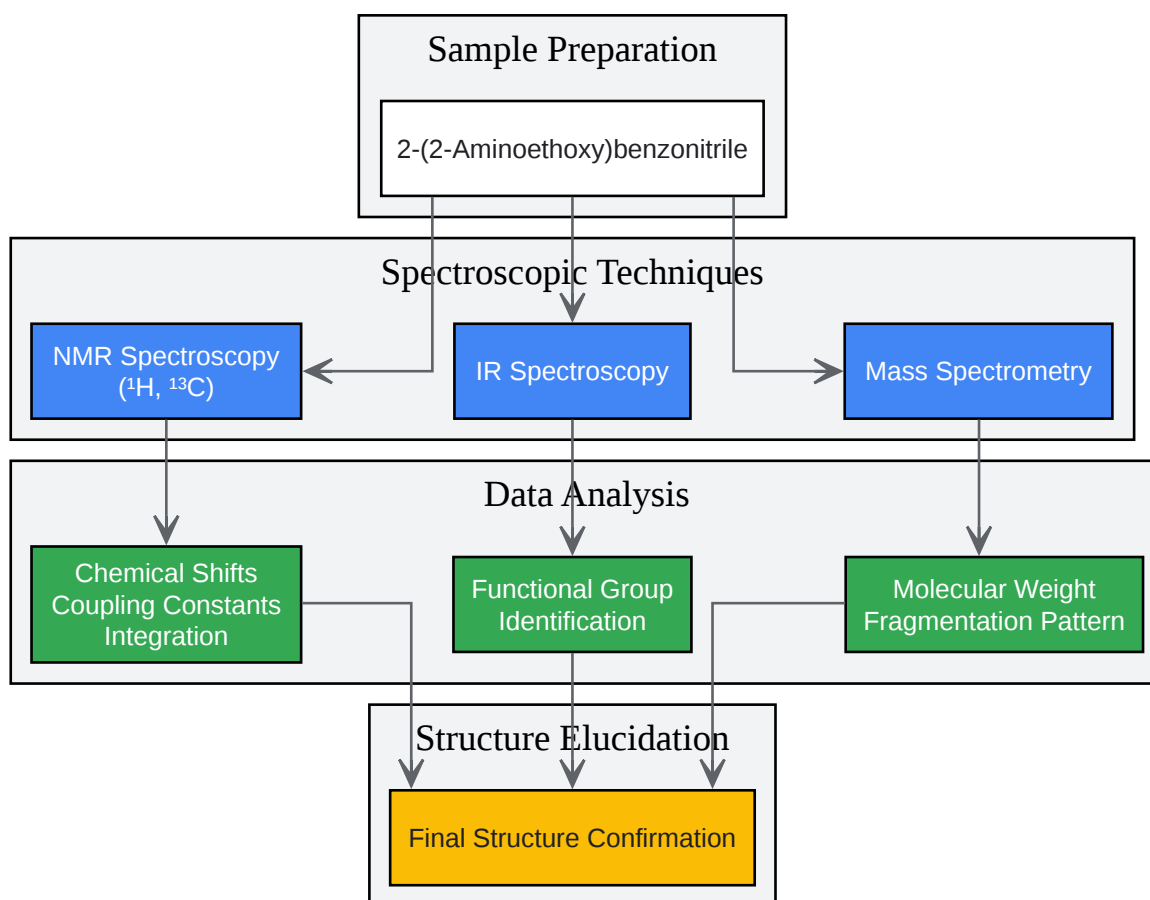 Sample Preparation
2-(2-Aminoethoxy)benzonitrile
Spectroscopic Techniques
NMR Spectroscopy
(¹H, ¹³C)
IR Spectroscopy
Mass Spectrometry
Data Analysis
Chemical Shifts
Coupling Constants
Integration
Functional Group
Identification
Molecular Weight
Fragmentation Pattern
Structure Elucidation
Final Structure Confirmation